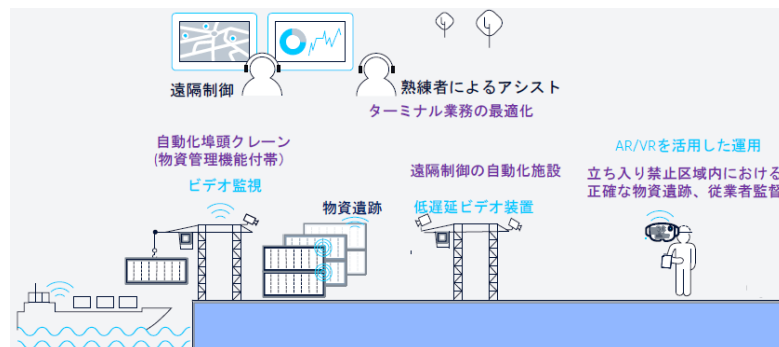 遠隔制御
熟練者によるアシスト
ターミナル業務の最適化
自動化埠頭クレーン
(物資管理機能付帯)
ビデオ監視
物資遺跡
遠隔制御の自動化施設
低遅延ビデオ装置
AR/VRを活用した運用
立ち入り禁止区域内における
正確な物資遺跡、従業者監督